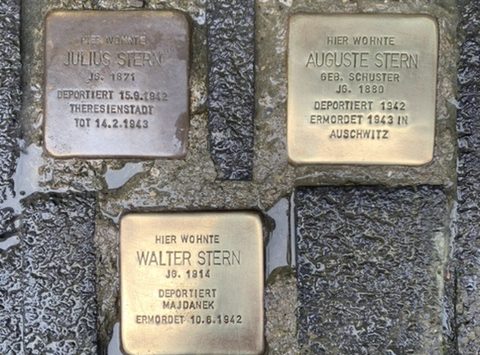 HIER WOHNTE
JULIUS STERN
JG. 1871
DEPORTIERT 15.9.1942
THERESIENSTADT
TOT 14.2.1943
HIER WOHNTE
AUGUSTE STERN
GEB. SCHUSTER
JG. 1880
DEPORTIERT 1942
ERMORDET 1943 IN
AUSCHWITZ
HIER WOHNTE
WALTER STERN
JG. 1914
DEPORTIERT
MAJDANEK
ERMORDET 10.6.1942